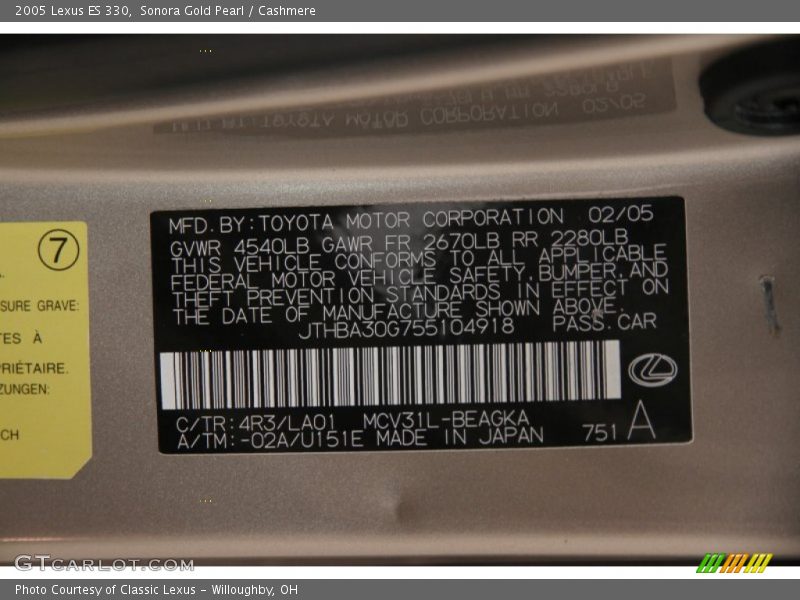 2005 Lexus ES 330, Sonora Gold Pearl / Cashmere
CORPORATION 02/05
7
SURE GRAVE:
TES À
PRIÉTAIRE.
ZUNGEN:
CH
MFD. BY: TOYOTA MOTOR CORPORATION 02/05
GVWR 4540LB GAWR FR 2670LB RR 2280LB
THIS VEHICLE CONFORMS TO ALL APPLICABLE
FEDERAL MOTOR VEHICLE SAFETY, BUMPER, AND
THEFT PREVENTION STANDARDS IN EFFECT ON
THE DATE OF MANUFACTURE SHOWN ABOVE.
JTHBA30G755104918 PASS. CAR
C/TR: 4R3/LA01 MCV31L-BEAGKA
A/TM: -02A/U151E MADE IN JAPAN 751 A
GTCARLOT.COM
Photo Courtesy of Classic Lexus - Willoughby, OH